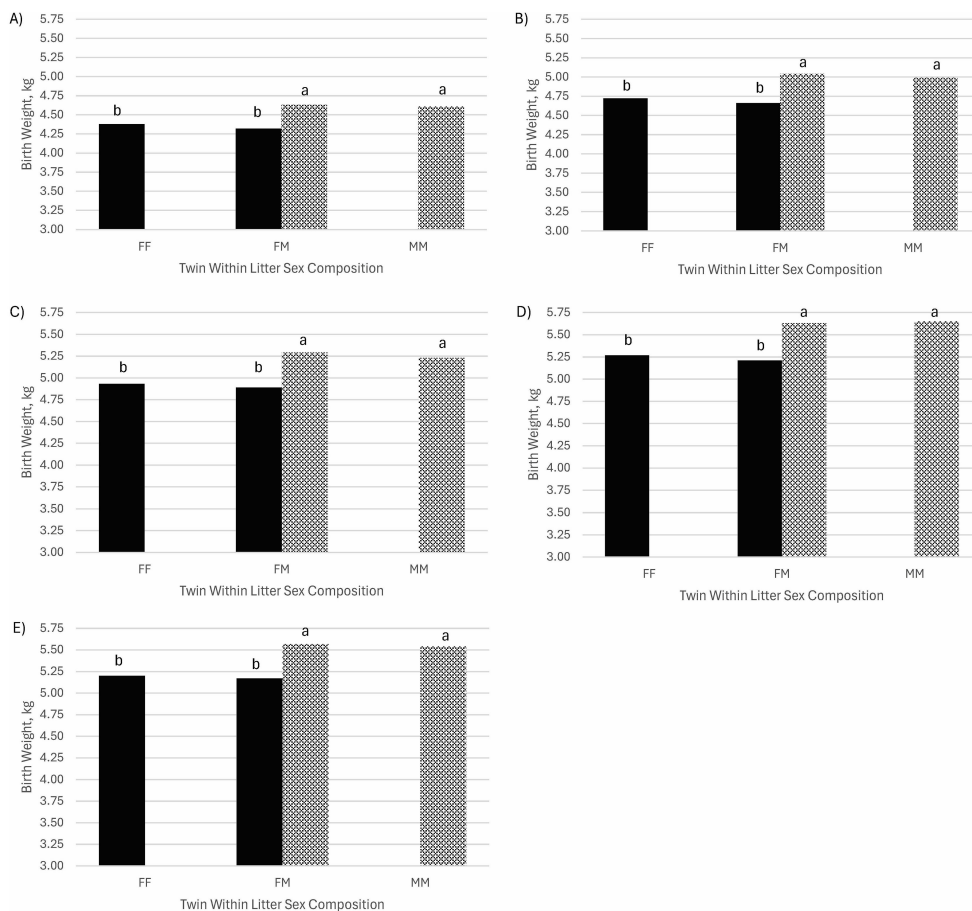 A)
Birth Weight, kg
5.75
5.50
5.25
5.00
4.75
4.50
4.25
4.00
3.75
3.50
3.25
3.00
b
b
a
a
FF
FM
MM
Twin Within Litter Sex Composition
B)
Birth Weight, kg
5.75
5.50
5.25
5.00
4.75
4.50
4.25
4.00
3.75
3.50
3.25
3.00
b
b
a
a
FF
FM
MM
Twin Within Litter Sex Composition
C)
Birth Weight, kg
5.75
5.50
5.25
5.00
4.75
4.50
4.25
4.00
3.75
3.50
3.25
3.00
b
b
a
a
FF
FM
MM
Twin Within Litter Sex Composition
D)
Birth Weight, kg
5.75
5.50
5.25
5.00
4.75
4.50
4.25
4.00
3.75
3.50
3.25
3.00
b
b
a
a
FF
FM
MM
Twin Within Litter Sex Composition
E)
Birth Weight, kg
5.75
5.50
5.25
5.00
4.75
4.50
4.25
4.00
3.75
3.50
3.25
3.00
b
b
a
a
FF
FM
MM
Twin Within Litter Sex Composition